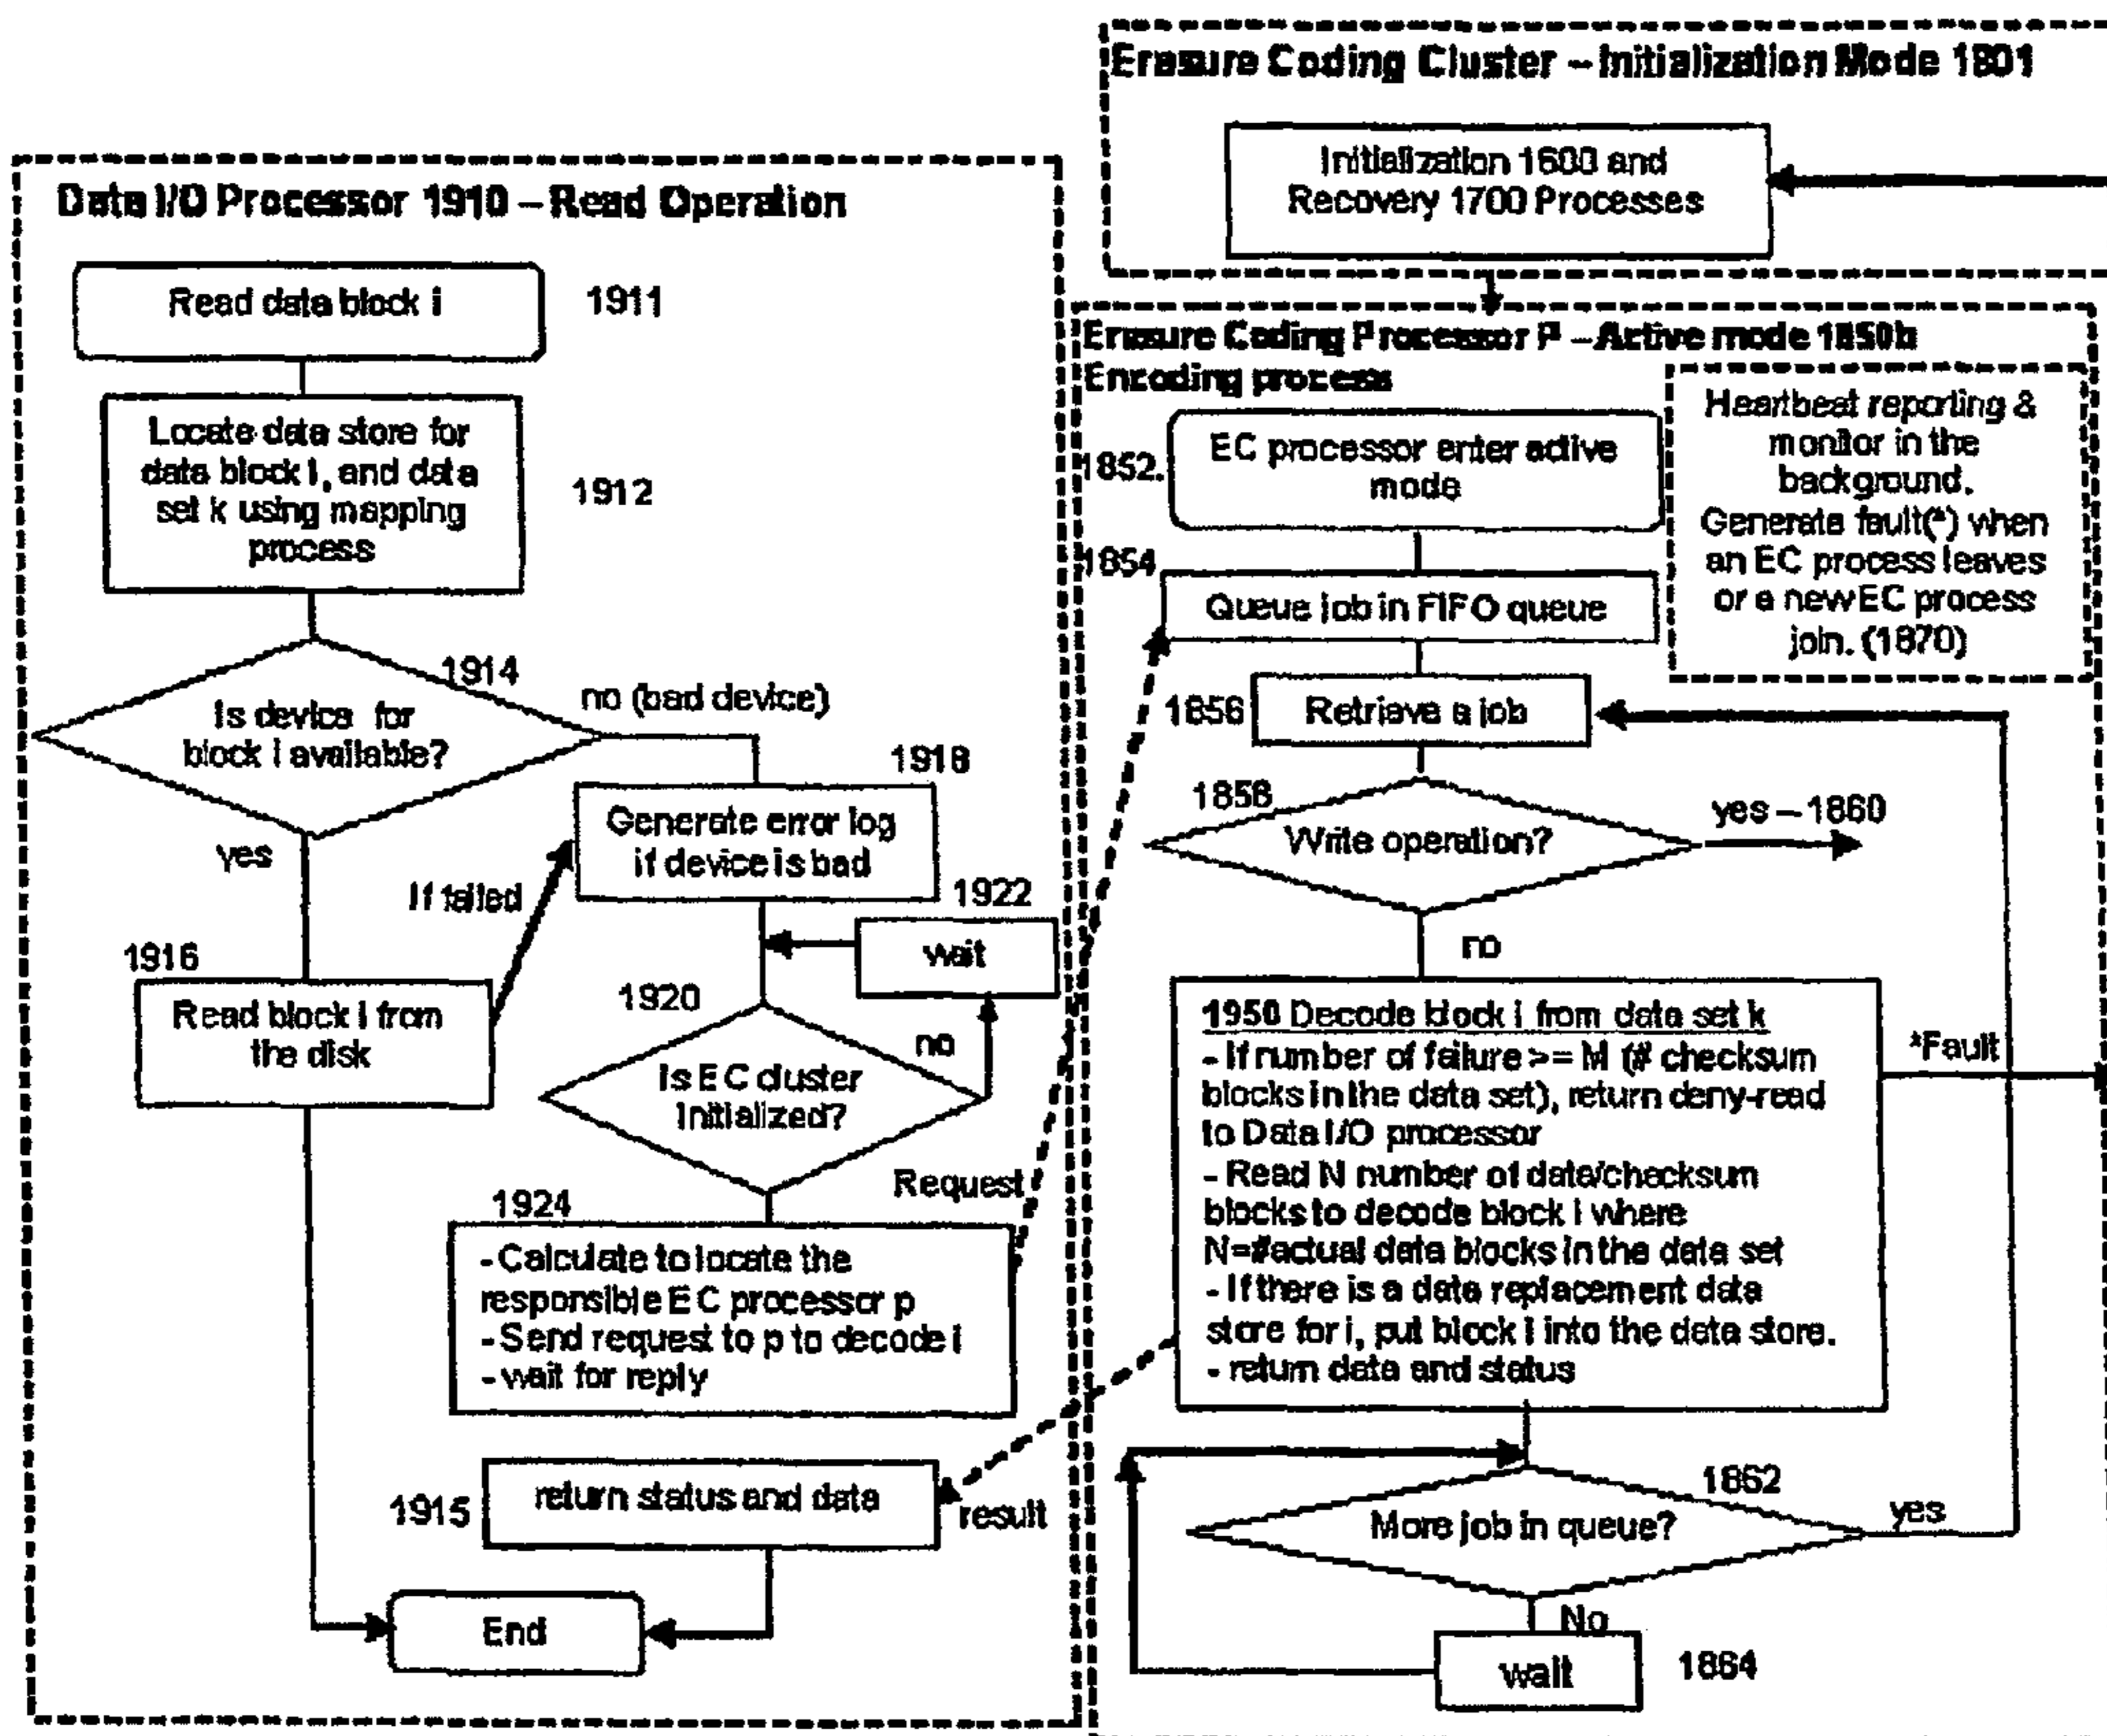 Erasure Coding Cluster – Initialization Mode 1801
Initialization 1600 and
Recovery 1700 Processes
Data I/O Processor 1910 – Read Operation
Read data block i
1911
Locate data store for
data block i, and data
set k using mapping
process
1912
1914
Is device for
block i available?
no (bad device)
yes
1918
Generate error log
if device is bad
If failed
1922
wait
1916
Read block i from
the disk
1920
Is EC cluster
Initialized?
no
Request
1924
- Calculate to locate the
responsible EC processor p
- Send request to p to decode i
- wait for reply
1915
return status and data
result
End
Erasure Coding Processor P – Active mode 1850b
Encoding process
Heartbeat reporting &
monitor in the
background.
Generate fault(*) when
an EC process leaves
or a new EC process
join. (1870)
1852.
EC processor enter active
mode
1854
Queue job in FIFO queue
1856
Retrieve a job
1858
Write operation?
yes – 1860
no
1950 Decode block i from data set k
- If number of failure >= M (# checksum
blocks in the data set), return deny-read
to Data I/O processor
- Read N number of data/checksum
blocks to decode block i where
N=#actual data blocks in the data set
- If there is a data replacement data
store for i, put block i into the data store.
- return data and status
*Fault
1862
More job in queue?
yes
No
wait
1864